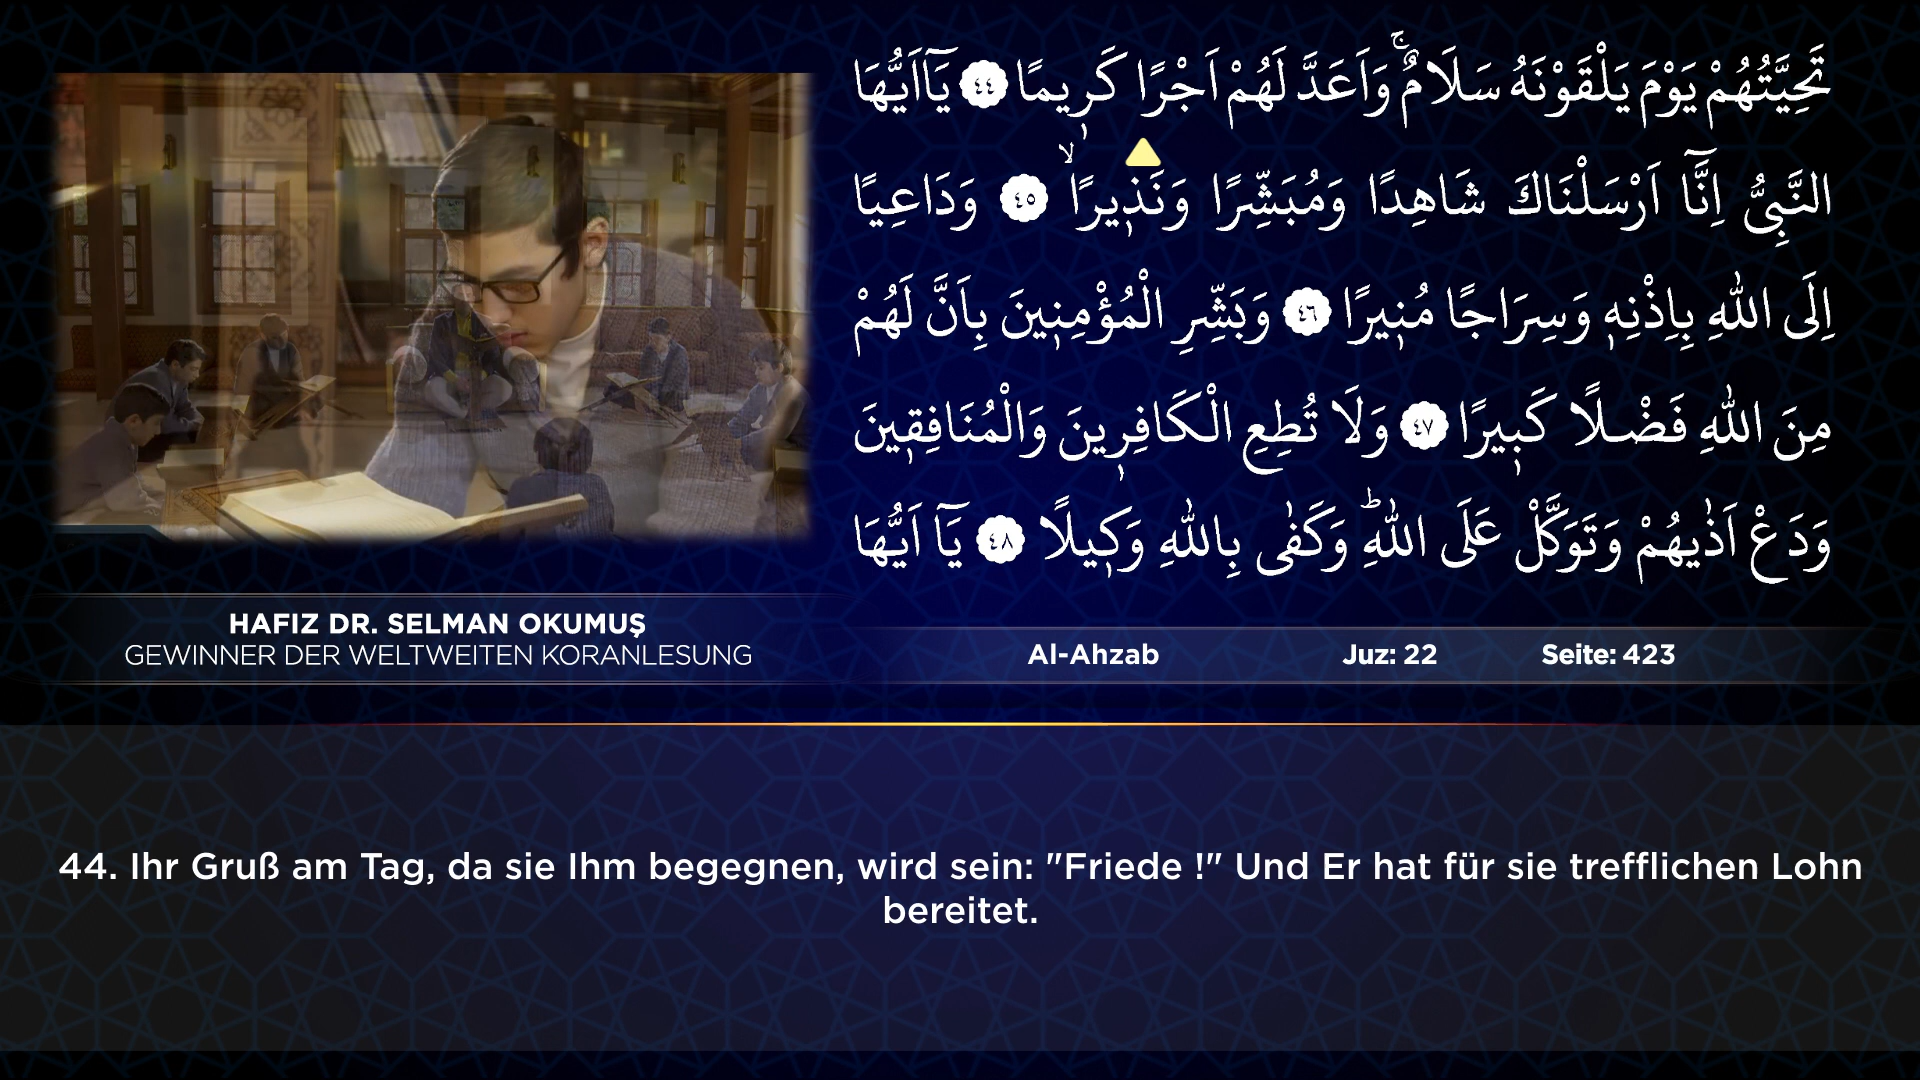 تَحِيَّتُهُمْ يَوْمَ يَلْقَوْنَهُ سَلَامٌۚ وَاَعَدَّ لَهُمْ اَجْرًا كَر۪يمًا ﴿٤٤﴾ يَٓااَيُّهَا
النَّبِيُّ اِنَّٓا اَرْسَلْنَاكَ شَاهِدًا وَمُبَشِّرًا وَنَذ۪يرًاۙ ﴿٤٥﴾ وَدَاعِيًا
اِلَى اللّٰهِ بِاِذْنِه۪ وَسِرَاجًا مُن۪يرًا ﴿٤٦﴾ وَبَشِّرِ الْمُؤْمِن۪ينَ بِاَنَّ لَهُمْ
مِنَ اللّٰهِ فَضْلًا كَب۪يرًا ﴿٤٧﴾ وَلَا تُطِعِ الْكَافِر۪ينَ وَالْمُنَافِق۪ينَ
وَدَعْ اَذٰيهُمْ وَتَوَكَّلْ عَلَى اللّٰهِۜ وَكَفٰى بِاللّٰهِ وَك۪يلًا ﴿٤٨﴾ يَٓا اَيُّهَا
HAFIZ DR. SELMAN OKUMUŞ
GEWINNER DER WELTWEITEN KORANLESUNG
Al-Ahzab Juz: 22 Seite: 423
44. Ihr Gruß am Tag, da sie Ihm begegnen, wird sein: "Friede !" Und Er hat für sie trefflichen Lohn
bereitet.